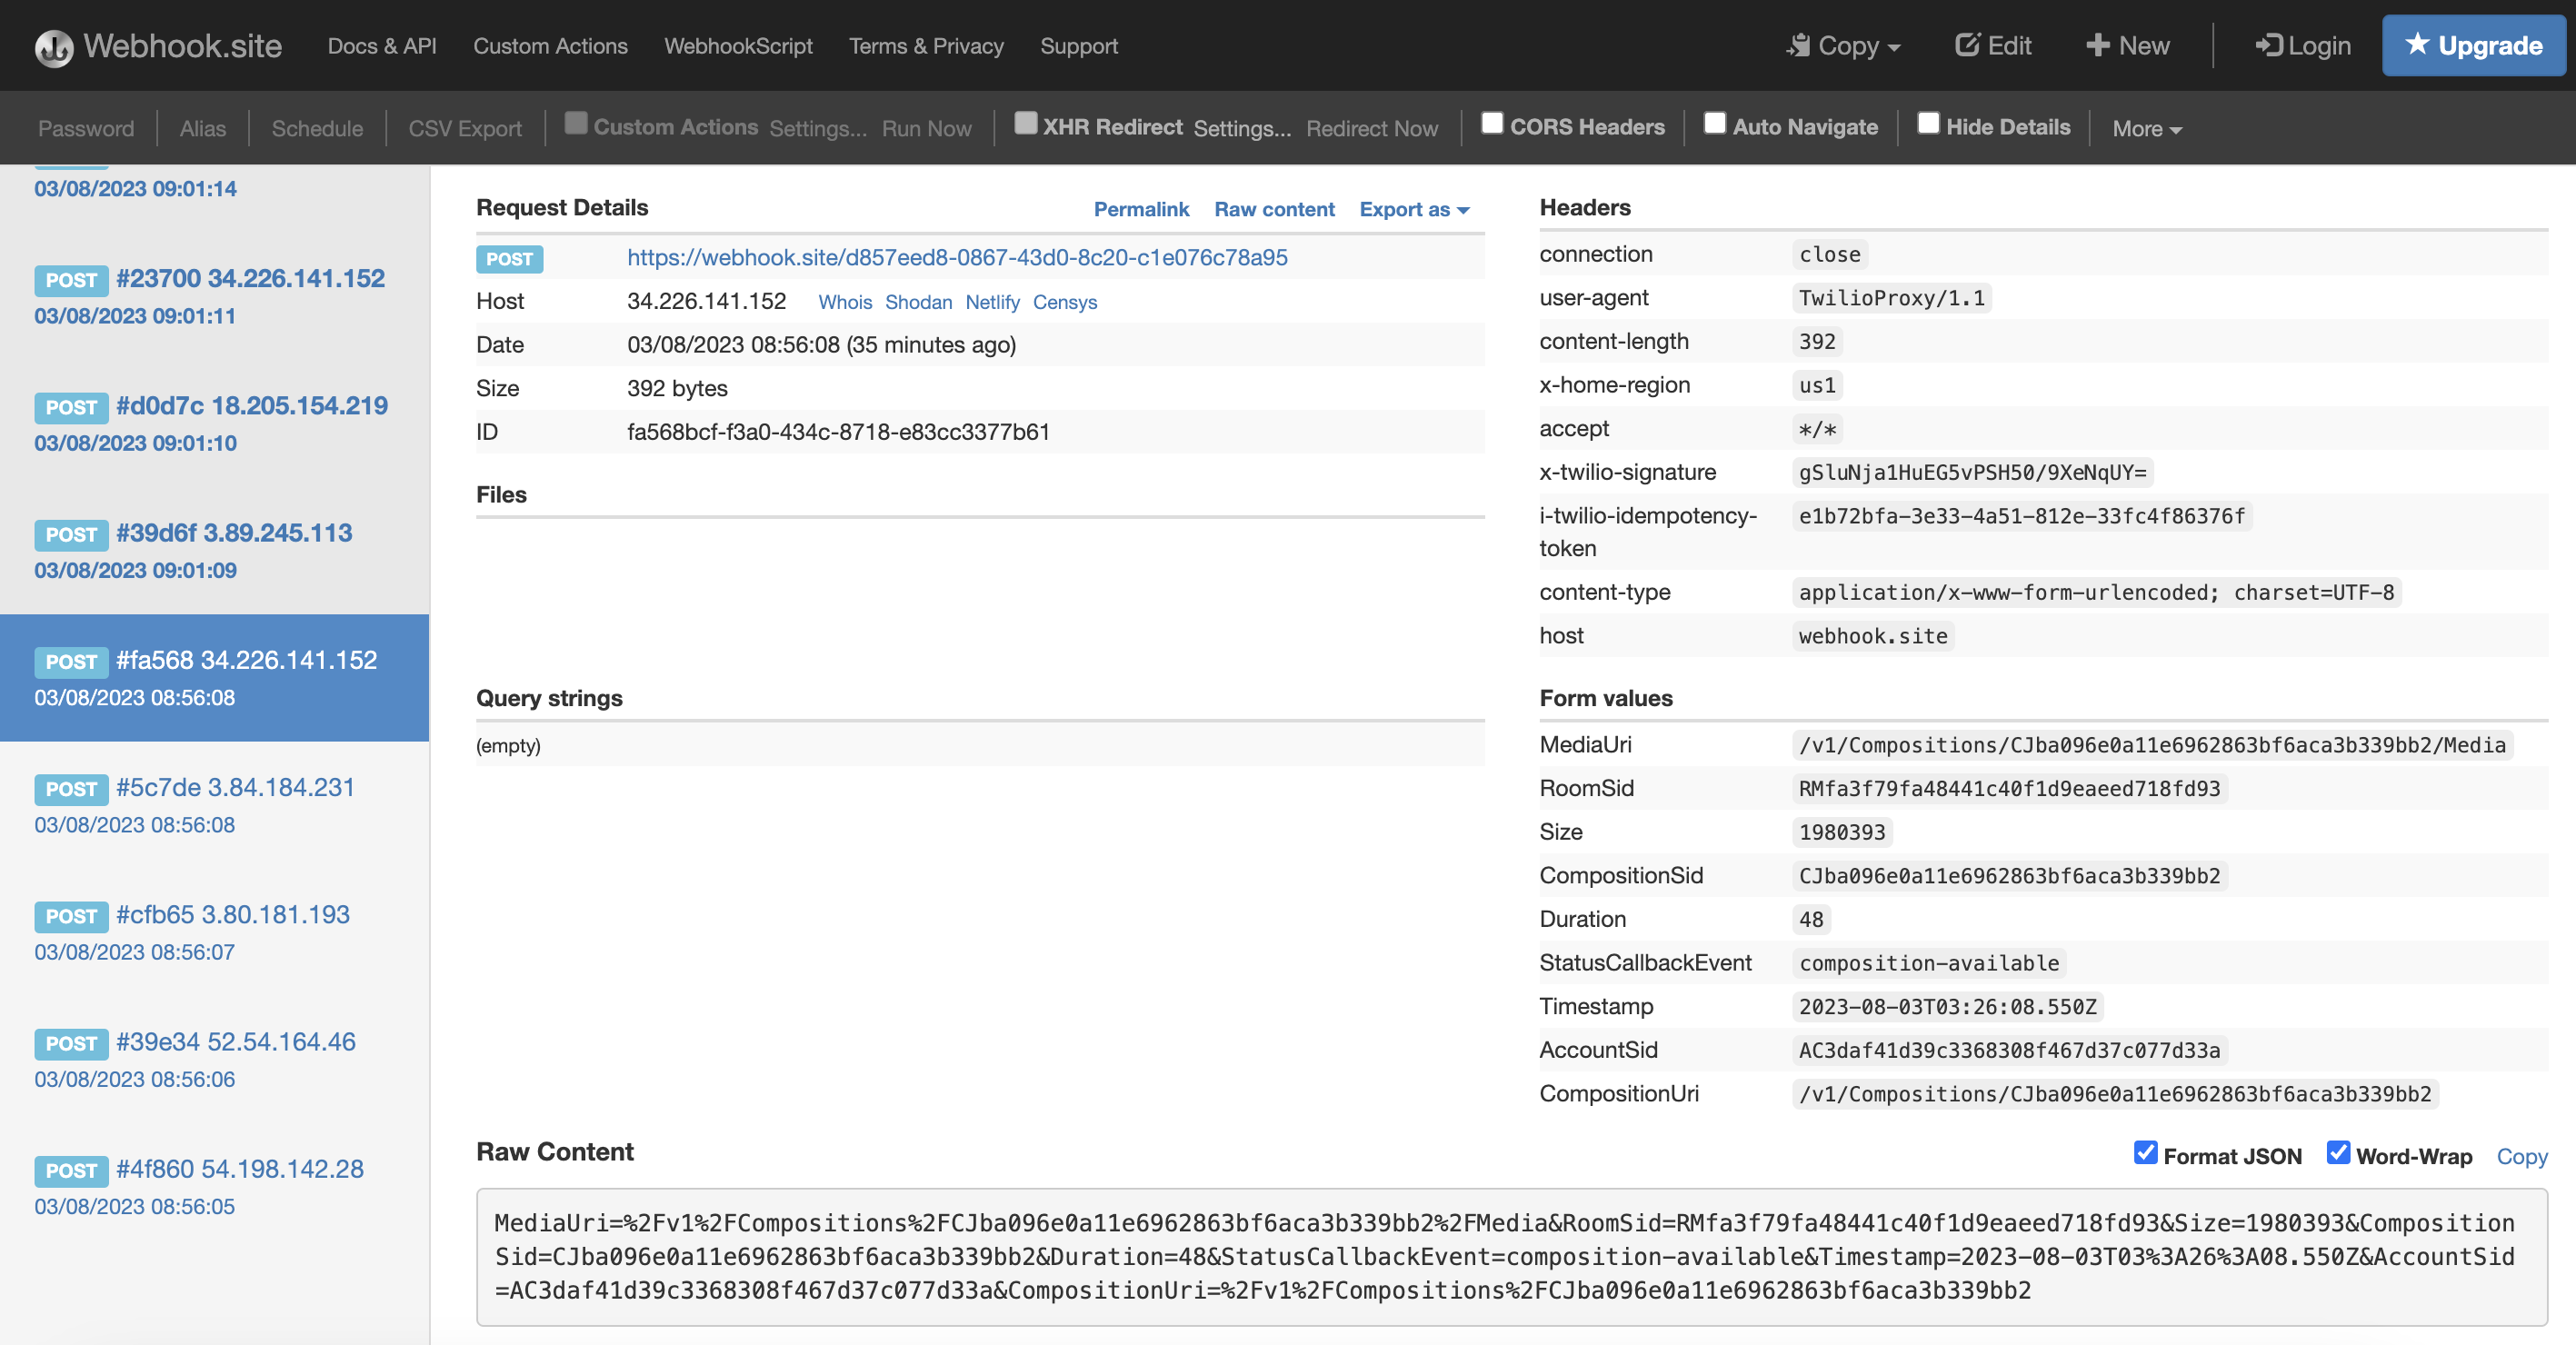 Webhook.site Docs & API Custom Actions WebhookScript Terms & Privacy Support Copy Edit New Login Upgrade
Password Alias Schedule CSV Export Custom Actions Settings... Run Now XHR Redirect Settings... Redirect Now CORS Headers Auto Navigate Hide Details More
03/08/2023 09:01:14
POST #23700 34.226.141.152
03/08/2023 09:01:11
POST #d0d7c 18.205.154.219
03/08/2023 09:01:10
POST #39d6f 3.89.245.113
03/08/2023 09:01:09
POST #fa568 34.226.141.152
03/08/2023 08:56:08
POST #5c7de 3.84.184.231
03/08/2023 08:56:08
POST #cfb65 3.80.181.193
03/08/2023 08:56:07
POST #39e34 52.54.164.46
03/08/2023 08:56:06
POST #4f860 54.198.142.28
03/08/2023 08:56:05
Request Details Permalink Raw content Export as
POST https://webhook.site/d857eed8-0867-43d0-8c20-c1e076c78a95
Host 34.226.141.152 Whois Shodan Netlify Censys
Date 03/08/2023 08:56:08 (35 minutes ago)
Size 392 bytes
ID fa568bcf-f3a0-434c-8718-e83cc3377b61
Files
Query strings
(empty)
Headers
connection close
user-agent TwilioProxy/1.1
content-length 392
x-home-region us1
accept */*
x-twilio-signature gSluNja1HuEG5vPSH50/9XeNqUY=
i-twilio-idempotency- e1b72bfa-3e33-4a51-812e-33fc4f86376f
token
content-type application/x-www-form-urlencoded; charset=UTF-8
host webhook.site
Form values
MediaUri /v1/Compositions/CJba096e0a11e6962863bf6aca3b339bb2/Media
RoomSid RMfa3f79fa48441c40f1d9eaeed718fd93
Size 1980393
CompositionSid CJba096e0a11e6962863bf6aca3b339bb2
Duration 48
StatusCallbackEvent composition-available
Timestamp 2023-08-03T03:26:08.550Z
AccountSid AC3daf41d39c3368308f467d37c077d33a
CompositionUri /v1/Compositions/CJba096e0a11e6962863bf6aca3b339bb2
Raw Content Format JSON Word-Wrap Copy
MediaUri=%2Fv1%2FCompositions%2FCJba096e0a11e6962863bf6aca3b339bb2%2FMedia&RoomSid=RMfa3f79fa48441c40f1d9eaeed718fd93&Size=1980393&Composition
Sid=CJba096e0a11e6962863bf6aca3b339bb2&Duration=48&StatusCallbackEvent=composition-available&Timestamp=2023-08-03T03%3A26%3A08.550Z&AccountSid
=AC3daf41d39c3368308f467d37c077d33a&CompositionUri=%2Fv1%2FCompositions%2FCJba096e0a11e6962863bf6aca3b339bb2